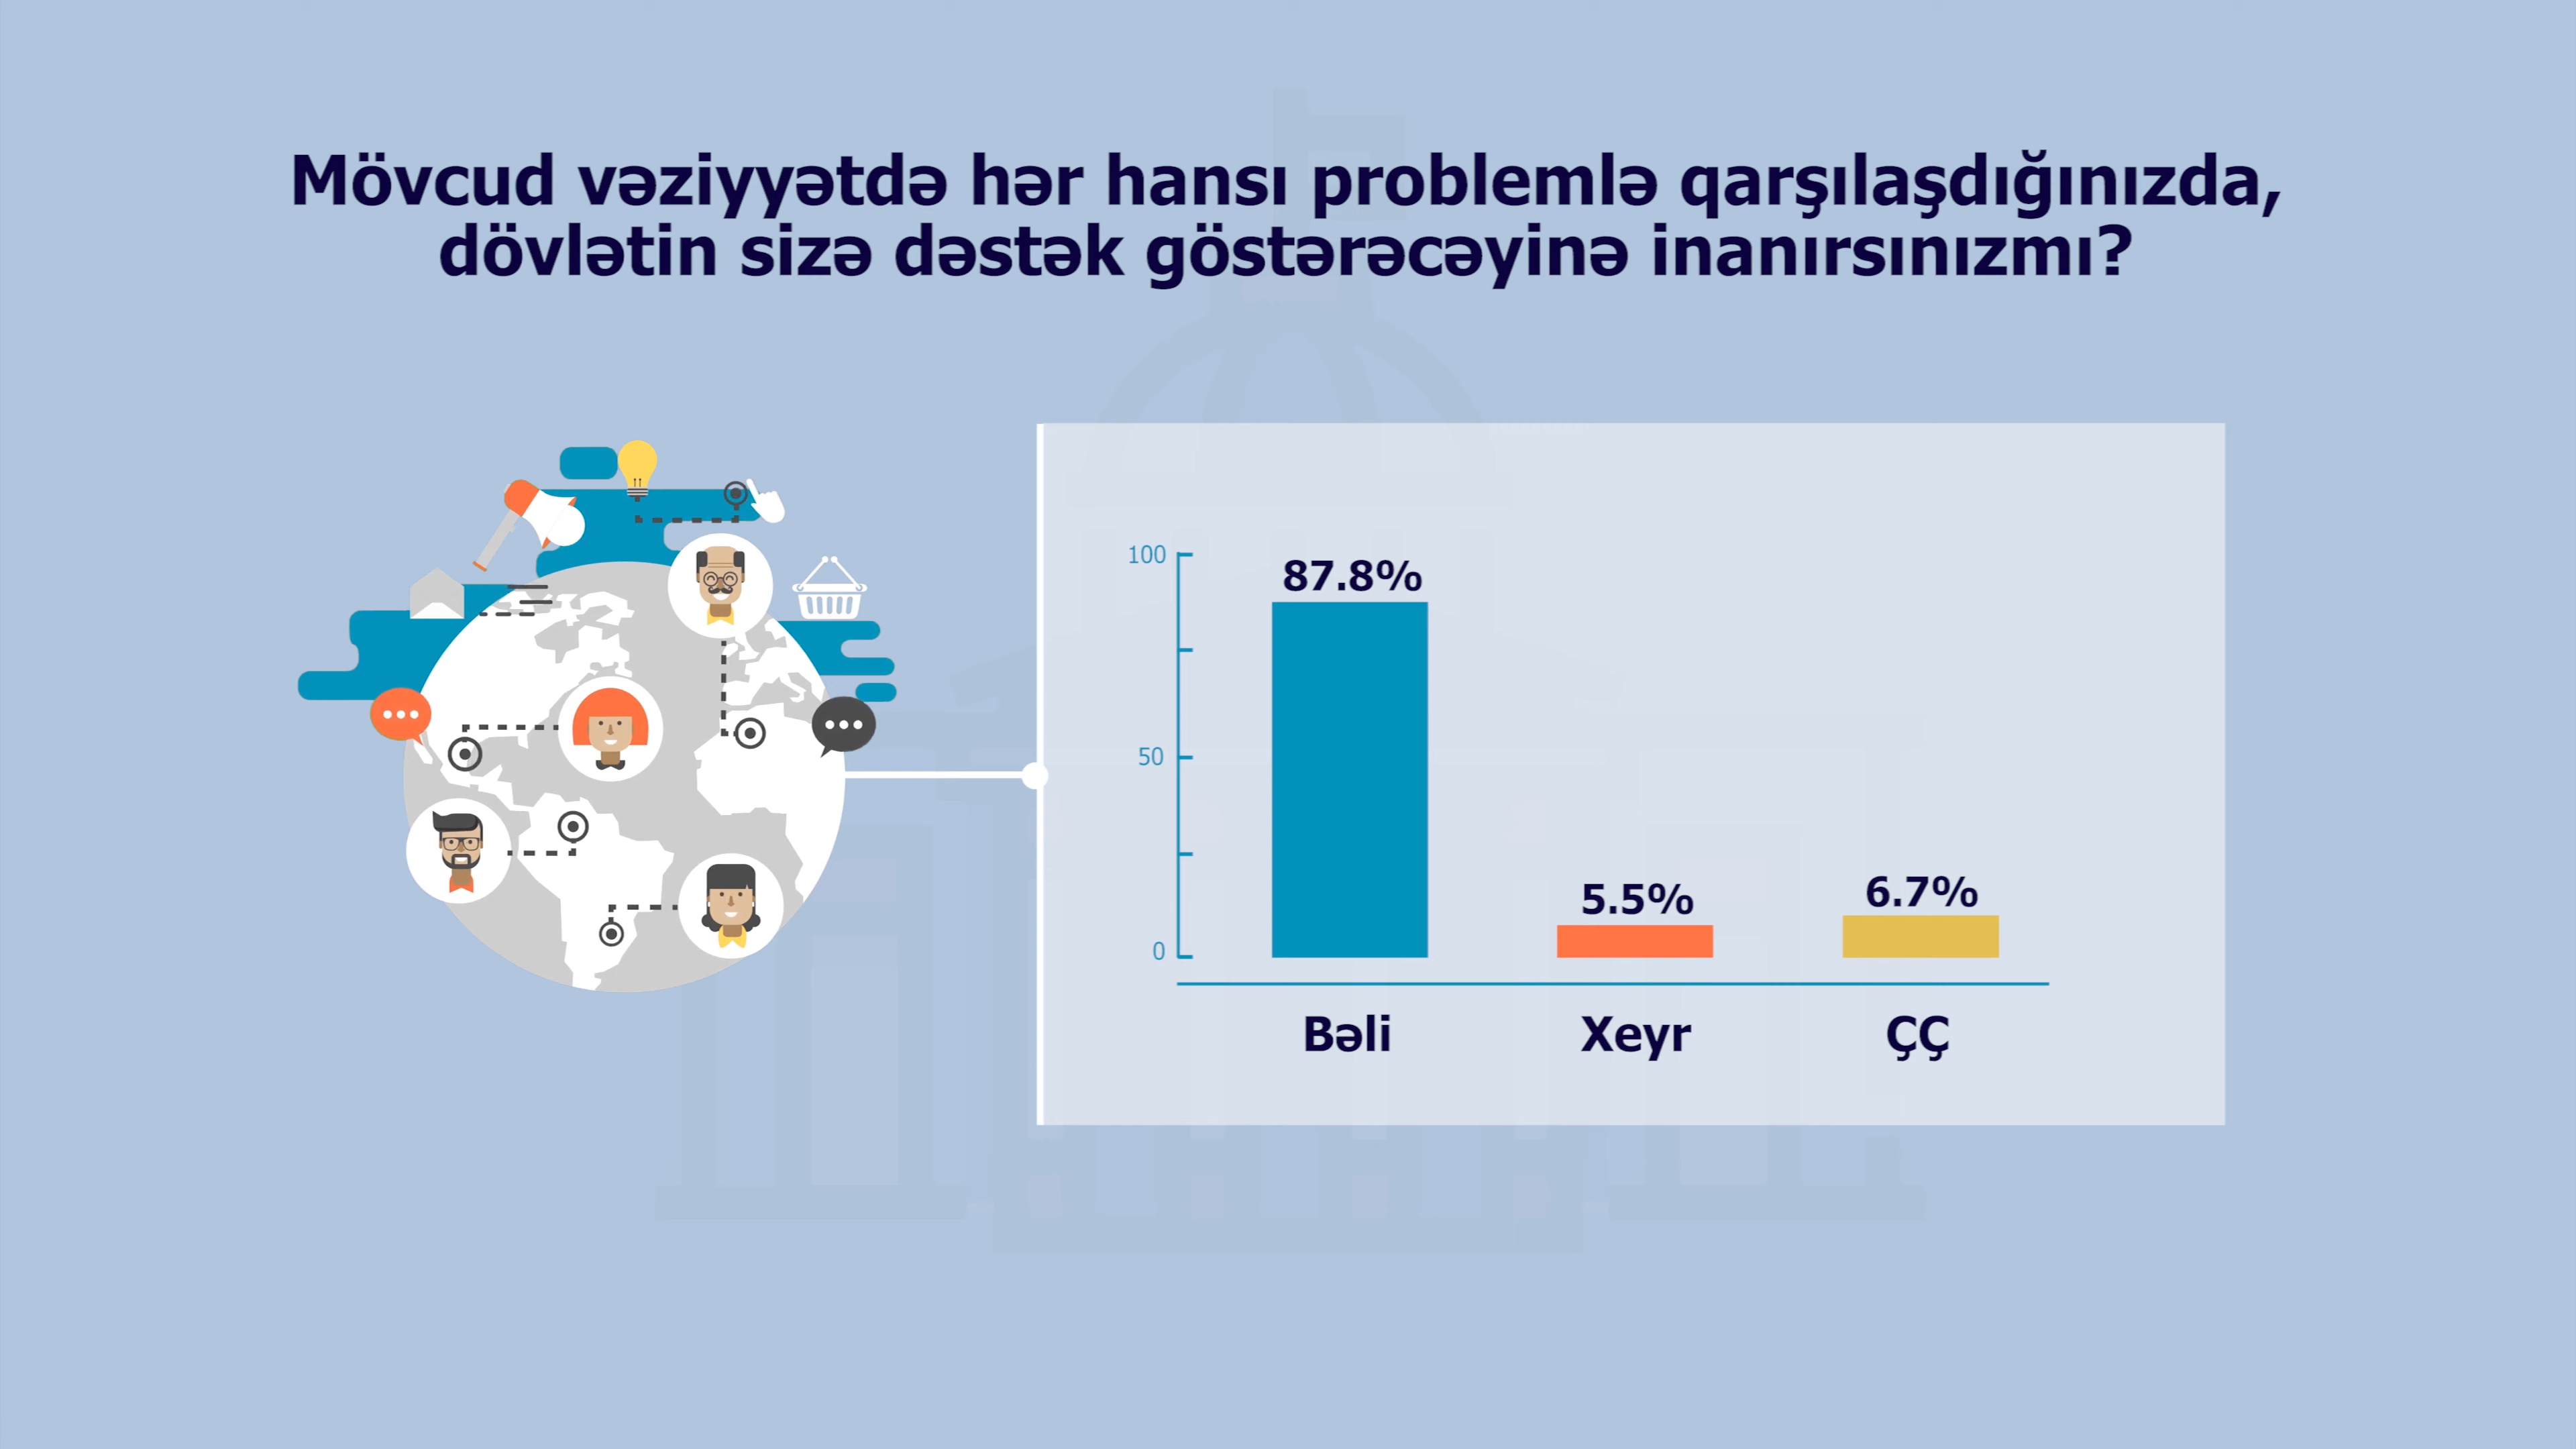 Mövcud vəziyyətdə hər hansı problemlə qarşılaşdığınızda,
dövlətin sizə dəstək göstərəcəyinə inanırsınızmı?
100
50
0
87.8%
5.5%
6.7%
Bəli
Xeyr
ÇÇ